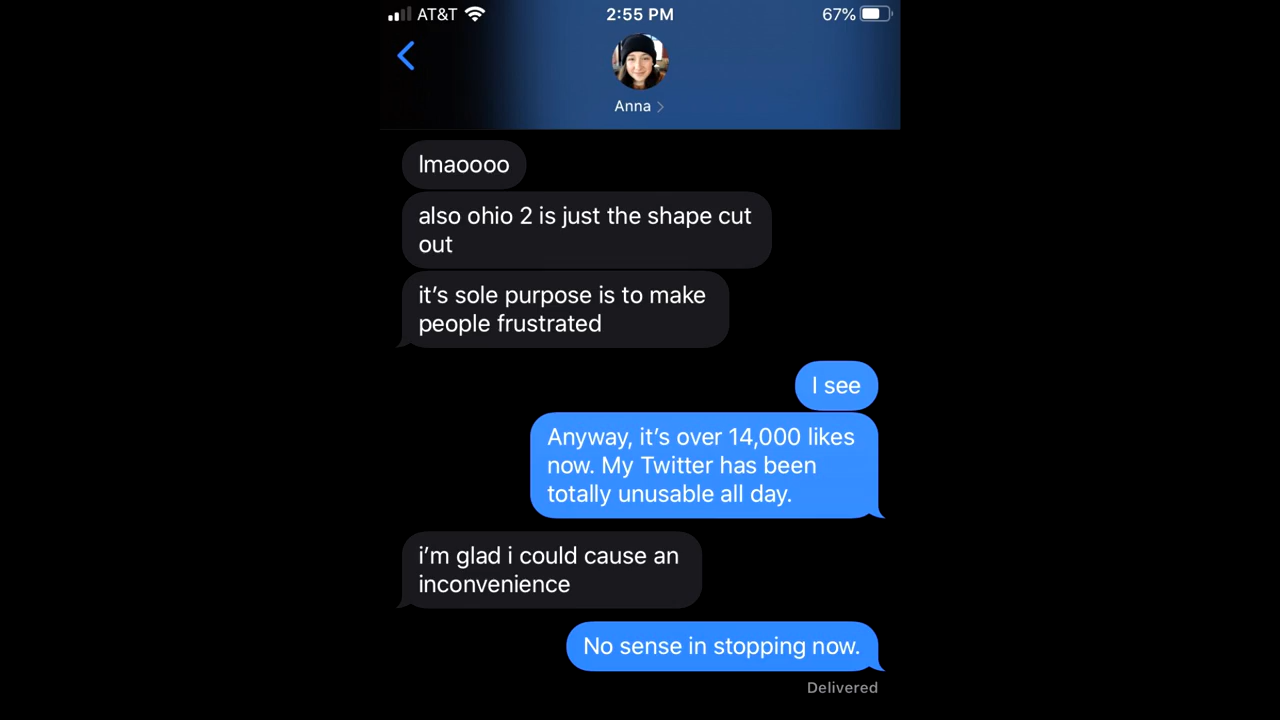 AT&T 2:55 PM 67%
Anna
lmaoooo
also ohio 2 is just the shape cut
out
it’s sole purpose is to make
people frustrated
I see
Anyway, it’s over 14,000 likes
now. My Twitter has been
totally unusable all day.
i’m glad i could cause an
inconvenience
No sense in stopping now.
Delivered